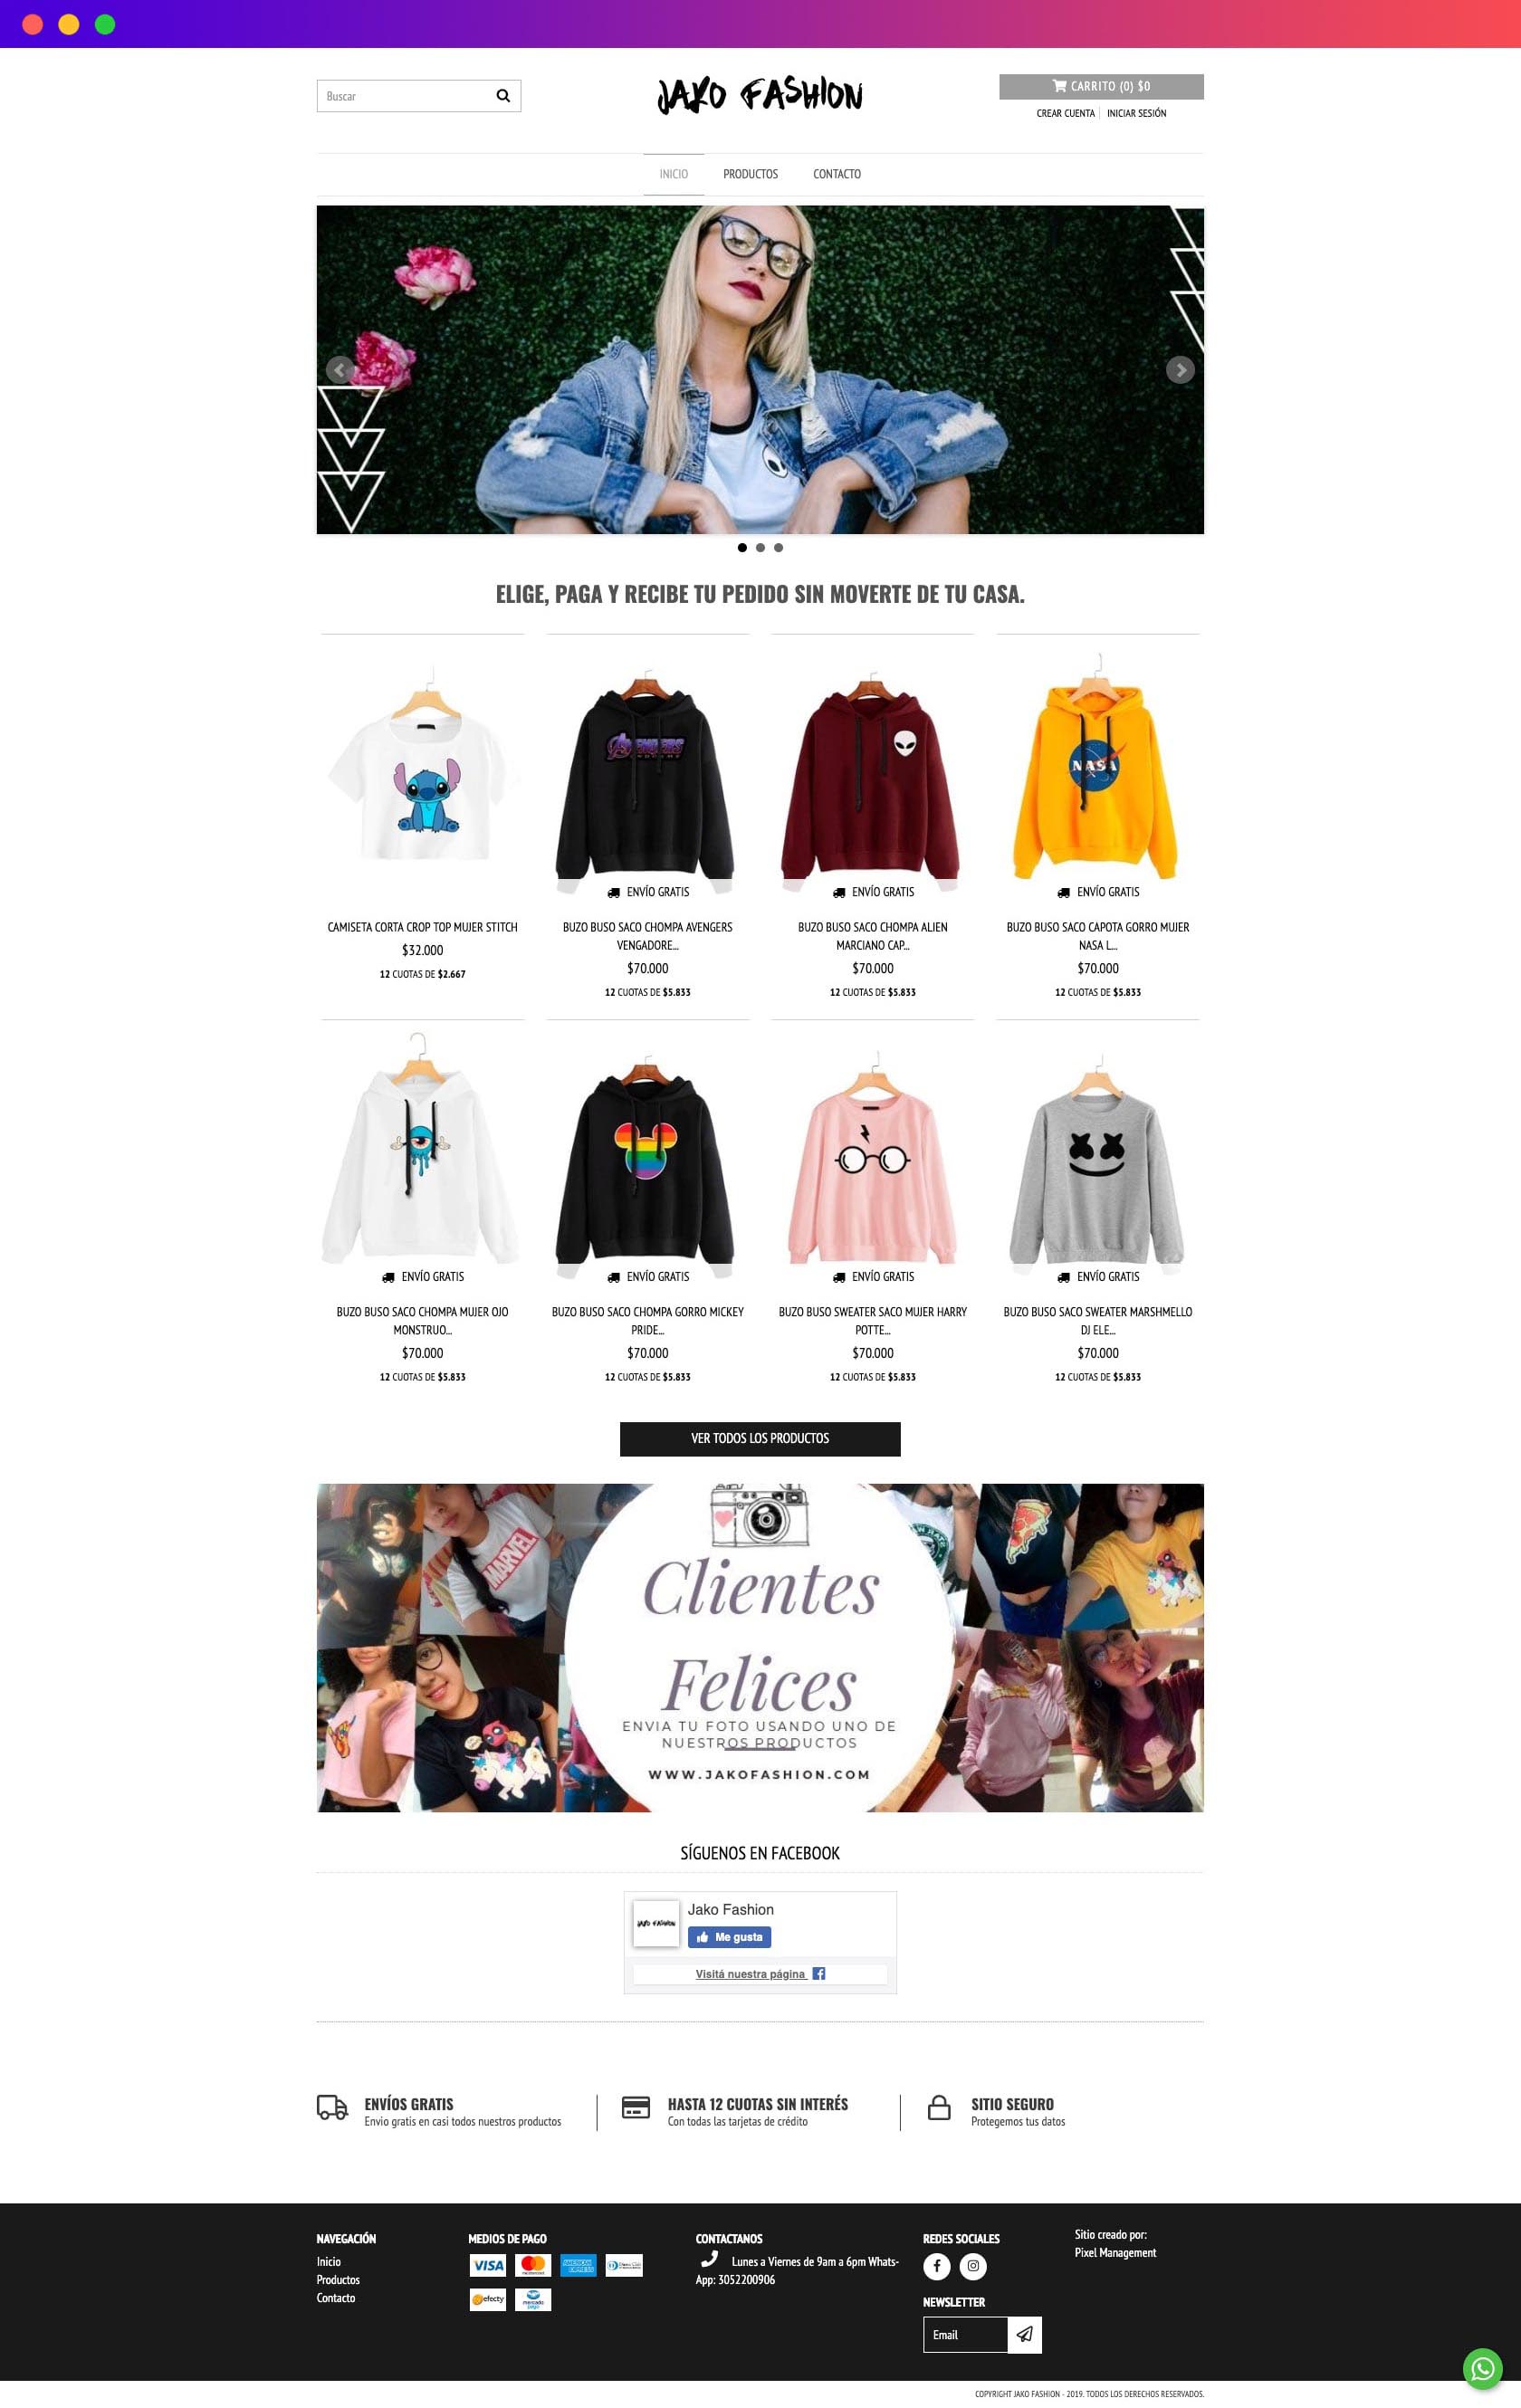 Buscar
JAKO FASHION
CARRITO (0) $0
CREAR CUENTA
INICIAR SESIÓN
INICIO
PRODUCTOS
CONTACTO
ELIGE, PAGA Y RECIBE TU PEDIDO SIN MOVERTE DE TU CASA.
AVENGERS
NASA
ENVÍO GRATIS
ENVÍO GRATIS
ENVÍO GRATIS
CAMISETA CORTA CROP TOP MUJER STITCH
$32.000
12 CUOTAS DE $2.667
BUZO BUSO SACO CHOMPA AVENGERS
VENGADORE...
$70.000
12 CUOTAS DE $5.833
BUZO BUSO SACO CHOMPA ALIEN
MARCIANO CAP...
$70.000
12 CUOTAS DE $5.833
BUZO BUSO SACO CAPOTA GORRO MUJER
NASA L...
$70.000
12 CUOTAS DE $5.833
ENVÍO GRATIS
ENVÍO GRATIS
ENVÍO GRATIS
ENVÍO GRATIS
BUZO BUSO SACO CHOMPA MUJER OJO
MONSTRUO...
$70.000
12 CUOTAS DE $5.833
BUZO BUSO SACO CHOMPA GORRO MICKEY
PRIDE...
$70.000
12 CUOTAS DE $5.833
BUZO BUSO SWEATER SACO MUJER HARRY
POTTE...
$70.000
12 CUOTAS DE $5.833
BUZO BUSO SACO SWEATER MARSHMELLO
DJ ELE...
$70.000
12 CUOTAS DE $5.833
VER TODOS LOS PRODUCTOS
MARVEL
Clientes
Felices
ENVIA TU FOTO USANDO UNO DE
NUESTROS PRODUCTOS
WWW.JAKOFASHION.COM
SÍGUENOS EN FACEBOOK
JAKO FASHION
Jako Fashion
Me gusta
Visitá nuestra página
ENVÍOS GRATIS
Envio gratis en casi todos nuestros productos
HASTA 12 CUOTAS SIN INTERÉS
Con todas las tarjetas de crédito
SITIO SEGURO
Protegemos tus datos
NAVEGACIÓN
Inicio
Productos
Contacto
MEDIOS DE PAGO
VISA
mastercard
AMERICAN EXPRESS
efecty
mercado
pago
CONTACTANOS
Lunes a Viernes de 9am a 6pm Whats-
App: 3052200906
REDES SOCIALES
NEWSLETTER
Email
Sitio creado por:
Pixel Management
COPYRIGHT JAKO FASHION - 2019. TODOS LOS DERECHOS RESERVADOS.